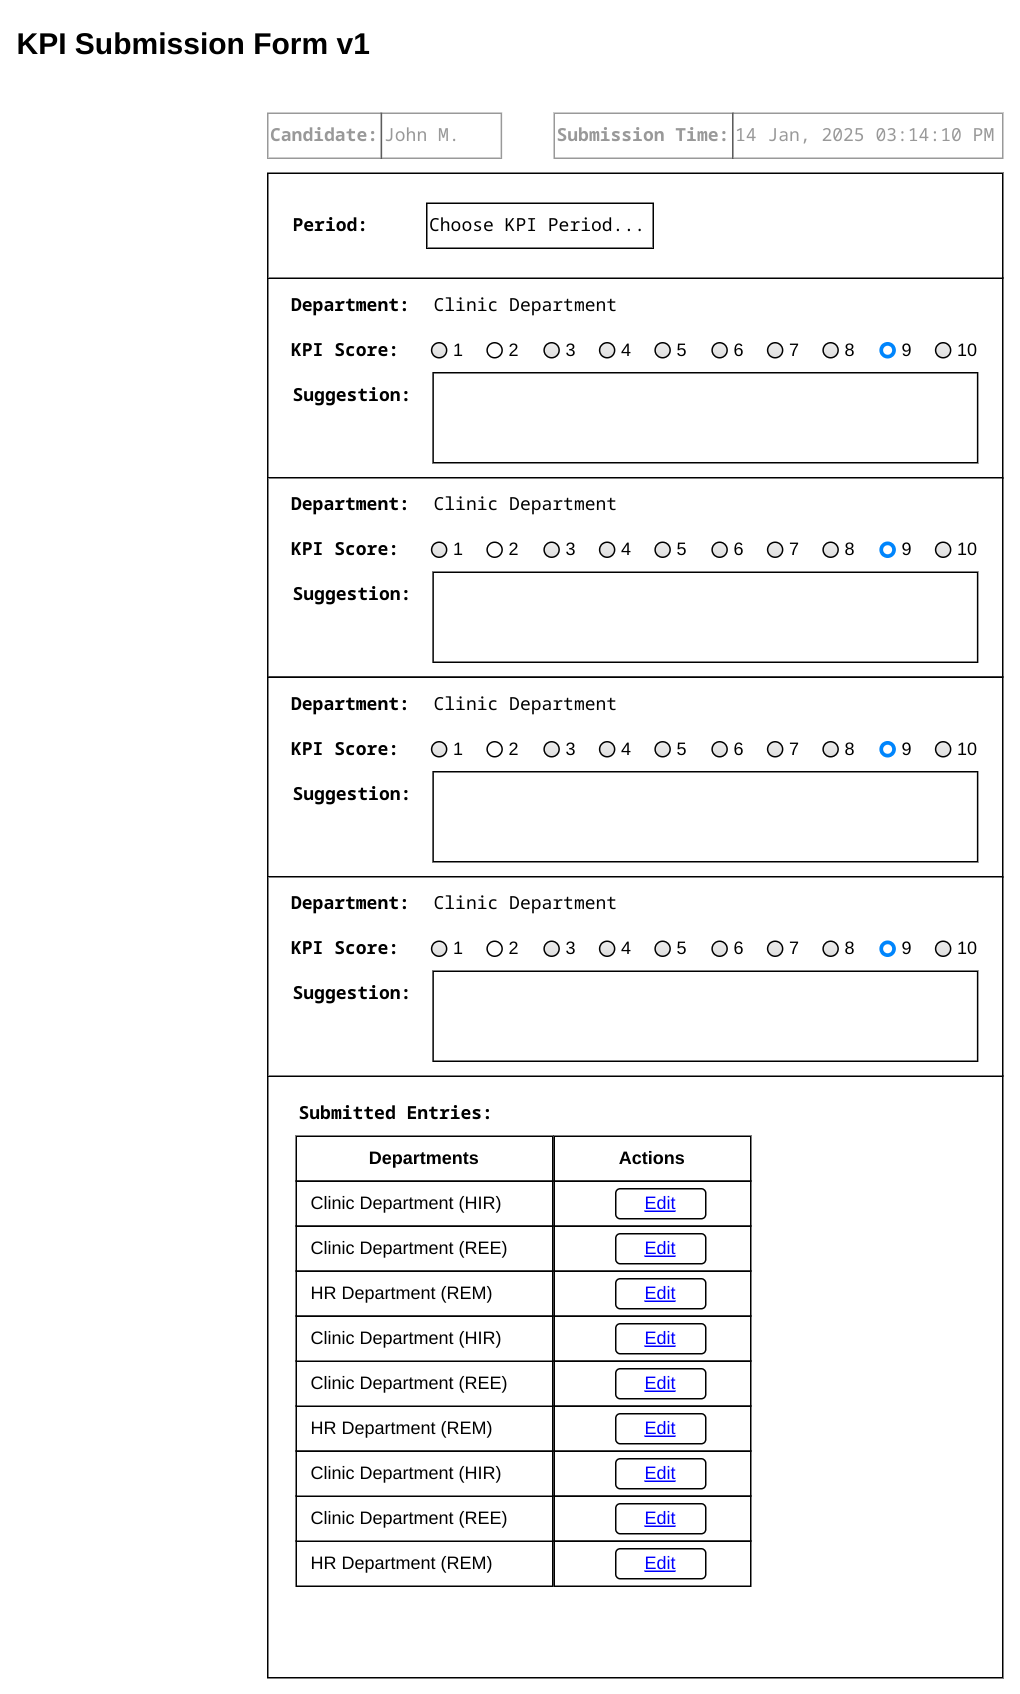 KPI Submission Form v1
Candidate: John M. Submission Time: 14 Jan, 2025 03:14:10 PM
Period: Choose KPI Period...
Department: Clinic Department
KPI Score: 1 2 3 4 5 6 7 8 9 10
Suggestion:
Department: Clinic Department
KPI Score: 1 2 3 4 5 6 7 8 9 10
Suggestion:
Department: Clinic Department
KPI Score: 1 2 3 4 5 6 7 8 9 10
Suggestion:
Department: Clinic Department
KPI Score: 1 2 3 4 5 6 7 8 9 10
Suggestion:
Submitted Entries:
Departments Actions
Clinic Department (HIR) Edit
Clinic Department (REE) Edit
HR Department (REM) Edit
Clinic Department (HIR) Edit
Clinic Department (REE) Edit
HR Department (REM) Edit
Clinic Department (HIR) Edit
Clinic Department (REE) Edit
HR Department (REM) Edit